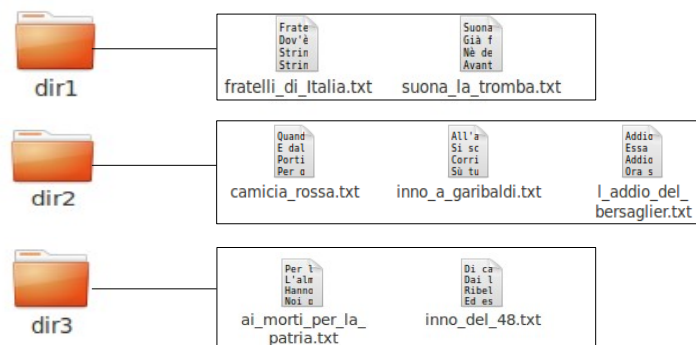 Frate
Dov'è
Strin
Strin
Suona
Già f
Nè de
Avant
dir1
fratelli_di_Italia.txt
suona_la_tromba.txt
Quand
E dal
Porti
Per q
All'a
Si sc
Corri
Sù tu
Addio
Essa
Addio
Ora s
dir2
camicia_rossa.txt
inno_a_garibaldi.txt
l_addio_del_
bersaglier.txt
Per l
L'alm
Hanno
Noi
Di ca
Dai l
Ribel
Ed es
dir3
ai_morti_per_la_
patria.txt
inno_del_48.txt